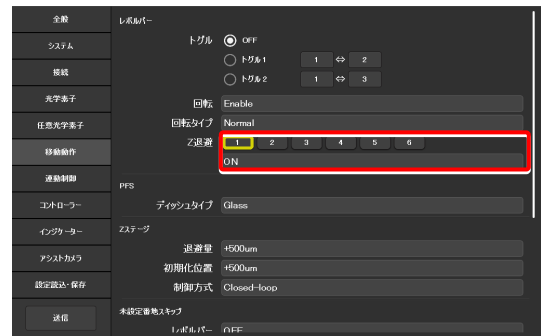 全般
システム
接続
光学素子
任意光学素子
移動動作
連動制御
コントローラー
インジケーター
アシストカメラ
設定読込・保存
送信
レボルバー
トグル OFF
トグル1 1 ⇔ 2
トグル2 1 ⇔ 3
回転 Enable
回転タイプ Normal
Z退避 1 2 3 4 5 6
ON
PFS
ディッシュタイプ Glass
Zステージ
退避量 +500um
初期化位置 +500um
制御方式 Closed-loop
未設定番地スキップ
レボルバー OFF